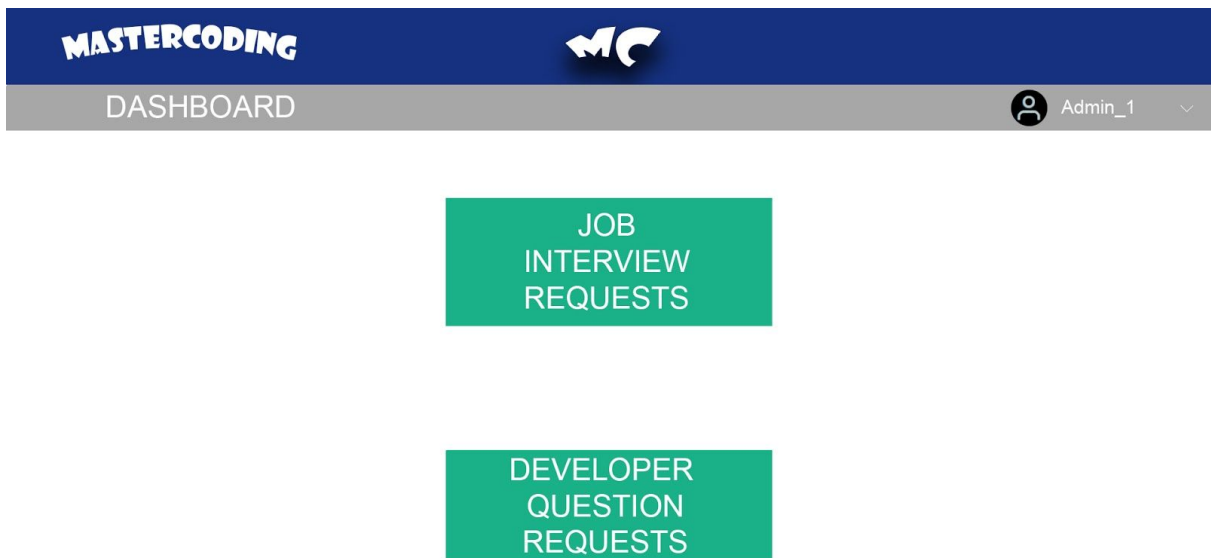 MASTERCODING
MC
DASHBOARD
Admin_1
JOB
INTERVIEW
REQUESTS
DEVELOPER
QUESTION
REQUESTS